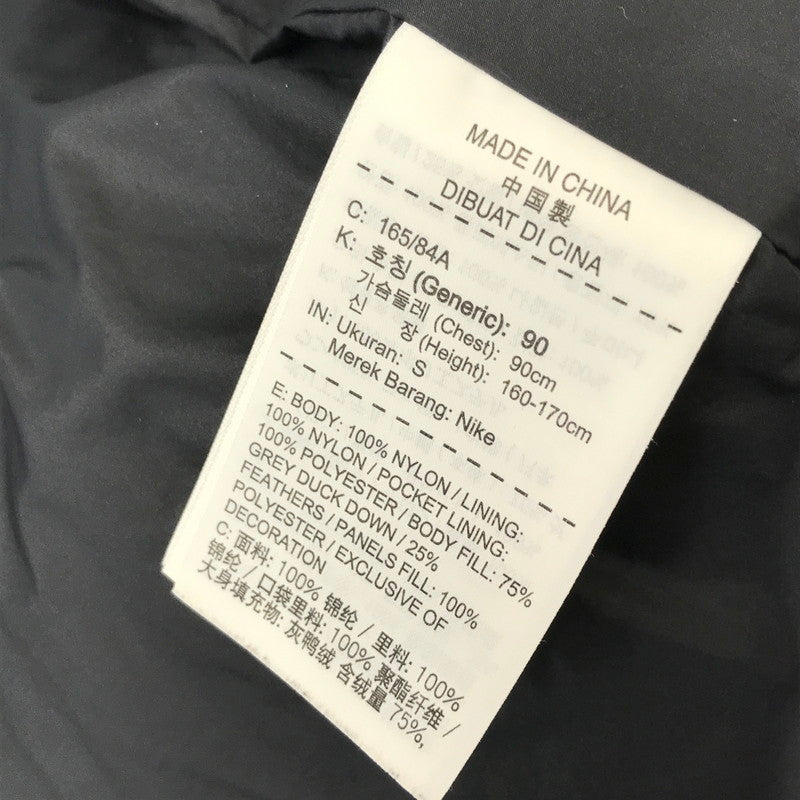 MADE IN CHINA
中国製
DIBUAT DI CINA
C: 165/84A
K: 호칭 (Generic): 90
가슴둘레 (Chest): 90cm
신 장 (Height): 160-170cm
IN: Ukuran: S
Merek Barang: Nike
E: BODY: 100% NYLON / LINING:
100% NYLON / POCKET LINING:
100% POLYESTER / BODY FILL: 75%
GREY DUCK DOWN / 25%
FEATHERS / PANELS FILL: 100%
POLYESTER / EXCLUSIVE OF
DECORATION
C: 面料: 100% 锦纶 / 里料: 100%
锦纶 / 口袋里料: 100% 聚酯纤维 /
大身填充物: 灰鸭绒 含绒量 75%,